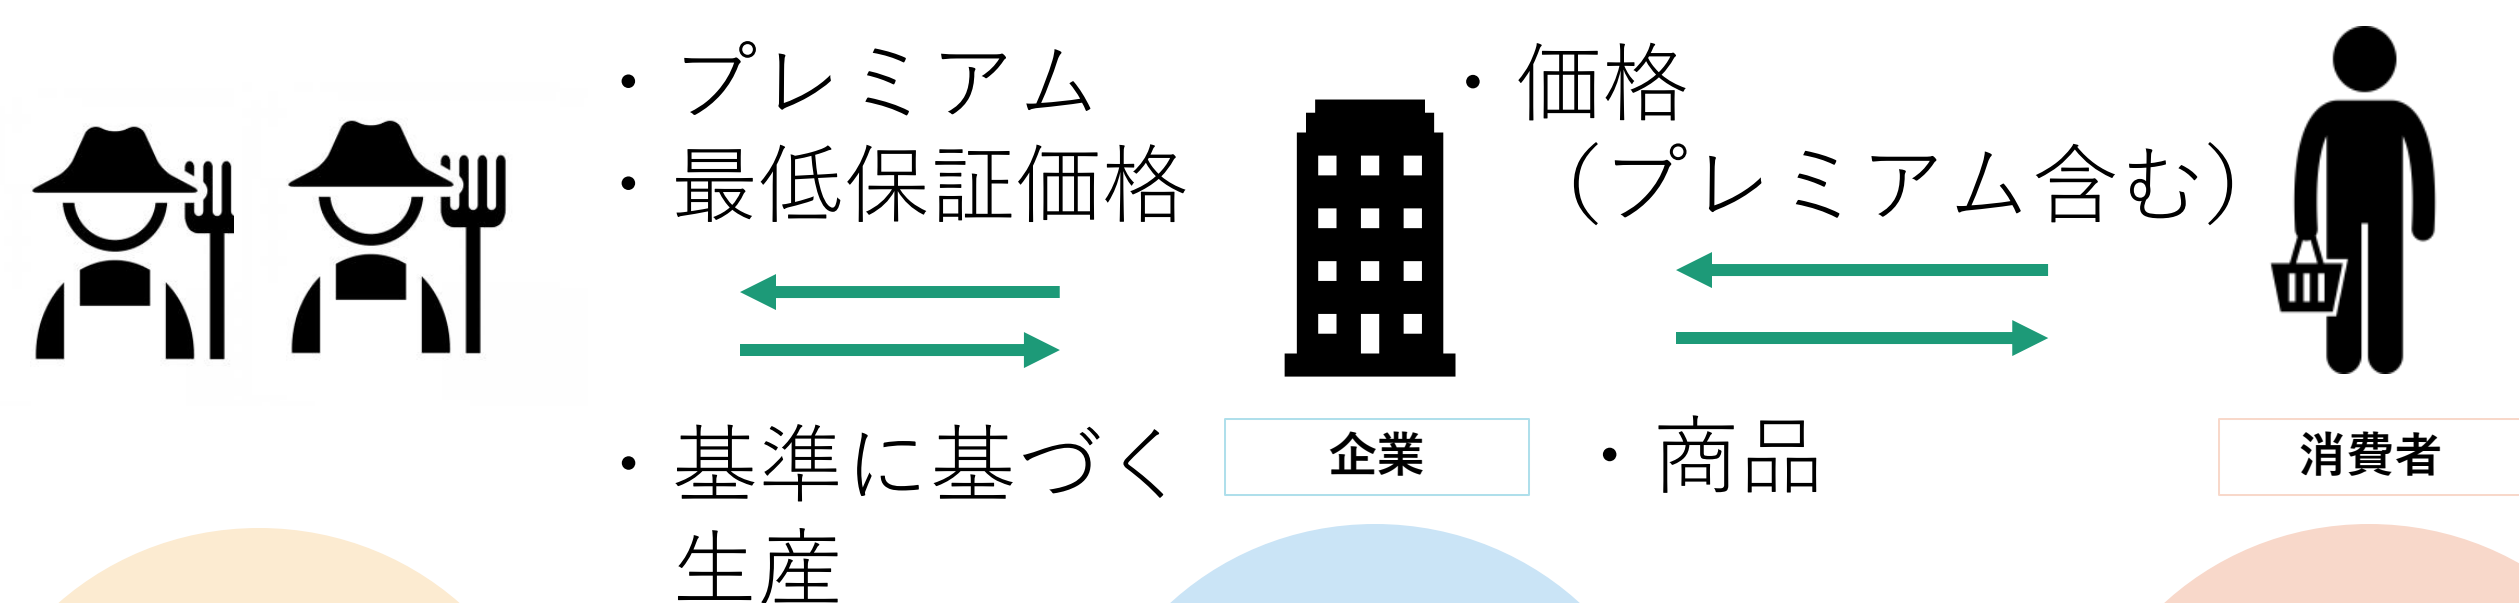 ・プレミアム
・最低保証価格
・基準に基づく
生産
企業
・価格
(プレミアム含む)
・商品
消費者